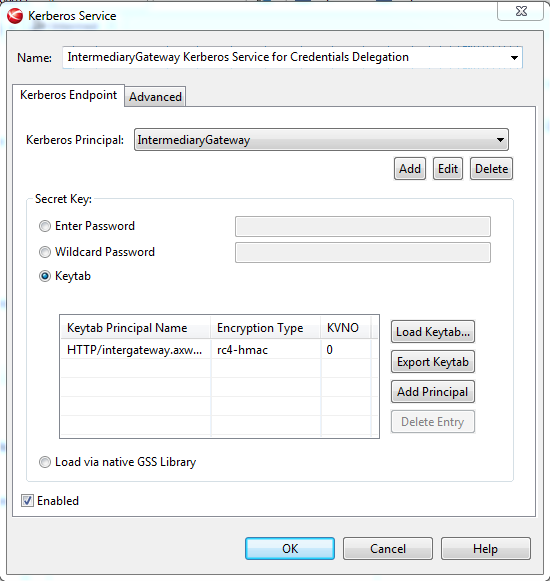 Kerberos Service
Name: IntermediaryGateway Kerberos Service for Credentials Delegation
Kerberos Endpoint Advanced
Kerberos Principal: IntermediaryGateway
Add Edit Delete
Secret Key:
Enter Password
Wildcard Password
Keytab
Keytab Principal Name Encryption Type KVNO
HTTP/intergateway.axw... rc4-hmac 0
Load Keytab...
Export Keytab
Add Principal
Delete Entry
Load via native GSS Library
Enabled
OK Cancel Help